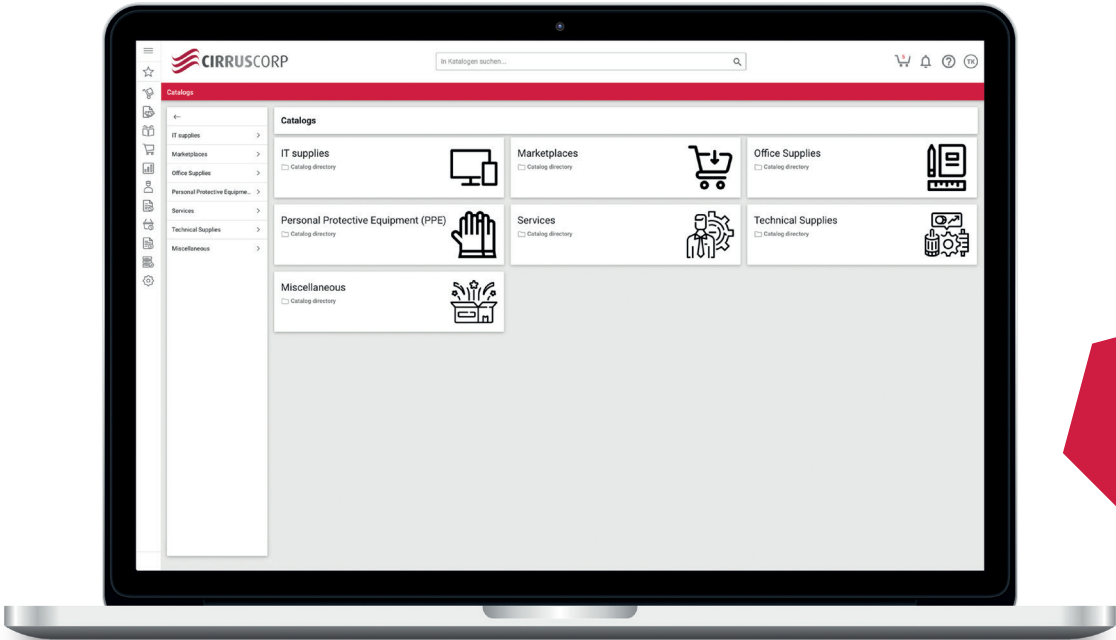 CIRRUSCORP
In Katalogen suchen...
TK
Catalogs
IT supplies
Marketplaces
Office Supplies
Personal Protective Equipme...
Services
Technical Supplies
Miscellaneous
Catalogs
IT supplies
Catalog directory
Marketplaces
Catalog directory
Office Supplies
Catalog directory
Personal Protective Equipment (PPE)
Catalog directory
Services
Catalog directory
Technical Supplies
Catalog directory
Miscellaneous
Catalog directory